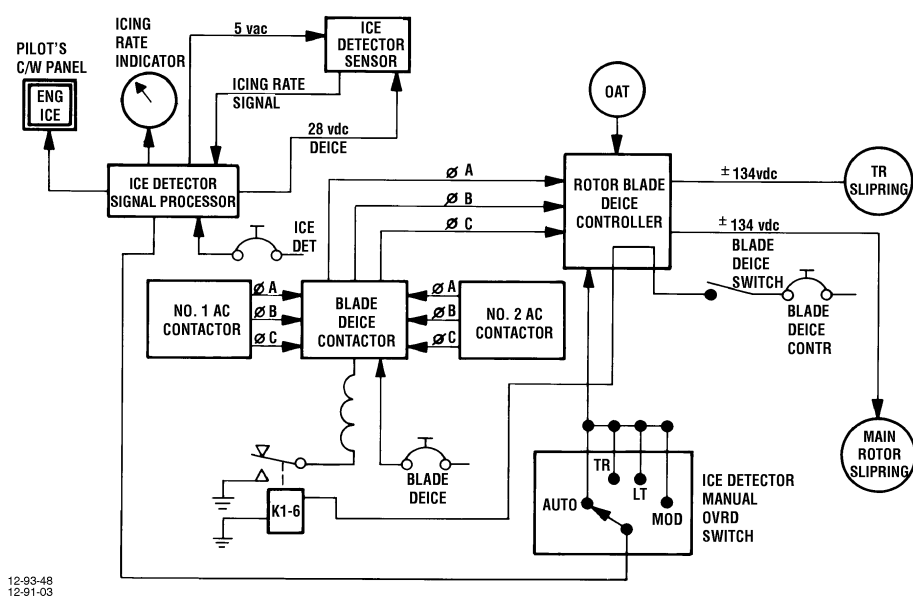 PILOT'S
C/W PANEL
ENG
ICE
ICING
RATE
INDICATOR
5 vac
ICE
DETECTOR
SENSOR
ICING RATE
SIGNAL
28 vdc
DEICE
ICE DETECTOR
SIGNAL PROCESSOR
ICE
DET
OAT
ø A
ø B
ø C
ROTOR BLADE
DEICE
CONTROLLER
± 134vdc
TR
SLIPRING
± 134 vdc
BLADE
DEICE
SWITCH
BLADE
DEICE
CONTR
NO. 1 AC
CONTACTOR
ø A
ø B
ø C
BLADE
DEICE
CONTACTOR
ø A
ø B
ø C
NO. 2 AC
CONTACTOR
MAIN
ROTOR
SLIPRING
BLADE
DEICE
K1-6
AUTO
TR
LT
MOD
ICE DETECTOR
MANUAL
OVRD
SWITCH
12-93-48
12-91-03